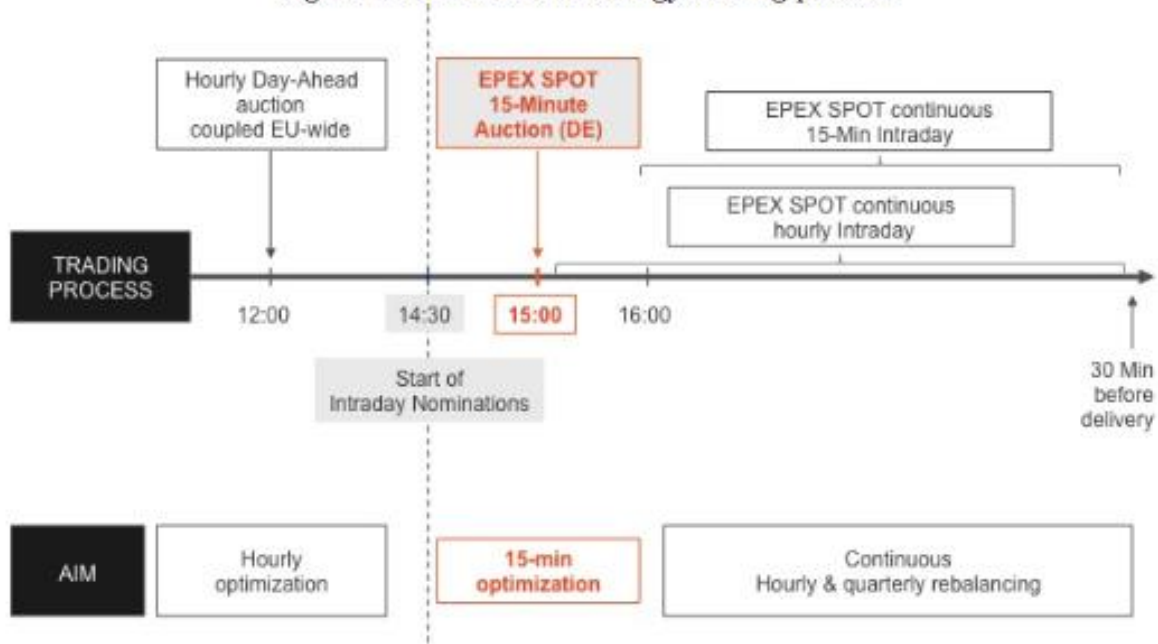 Hourly Day-Ahead
auction
coupled EU-wide
EPEX SPOT
15-Minute
Auction (DE)
EPEX SPOT continuous
15-Min Intraday
EPEX SPOT continuous
hourly Intraday
TRADING
PROCESS
12:00
14:30
15:00
16:00
Start of
Intraday Nominations
30 Min
before
delivery
AIM
Hourly
optimization
15-min
optimization
Continuous
Hourly & quarterly rebalancing